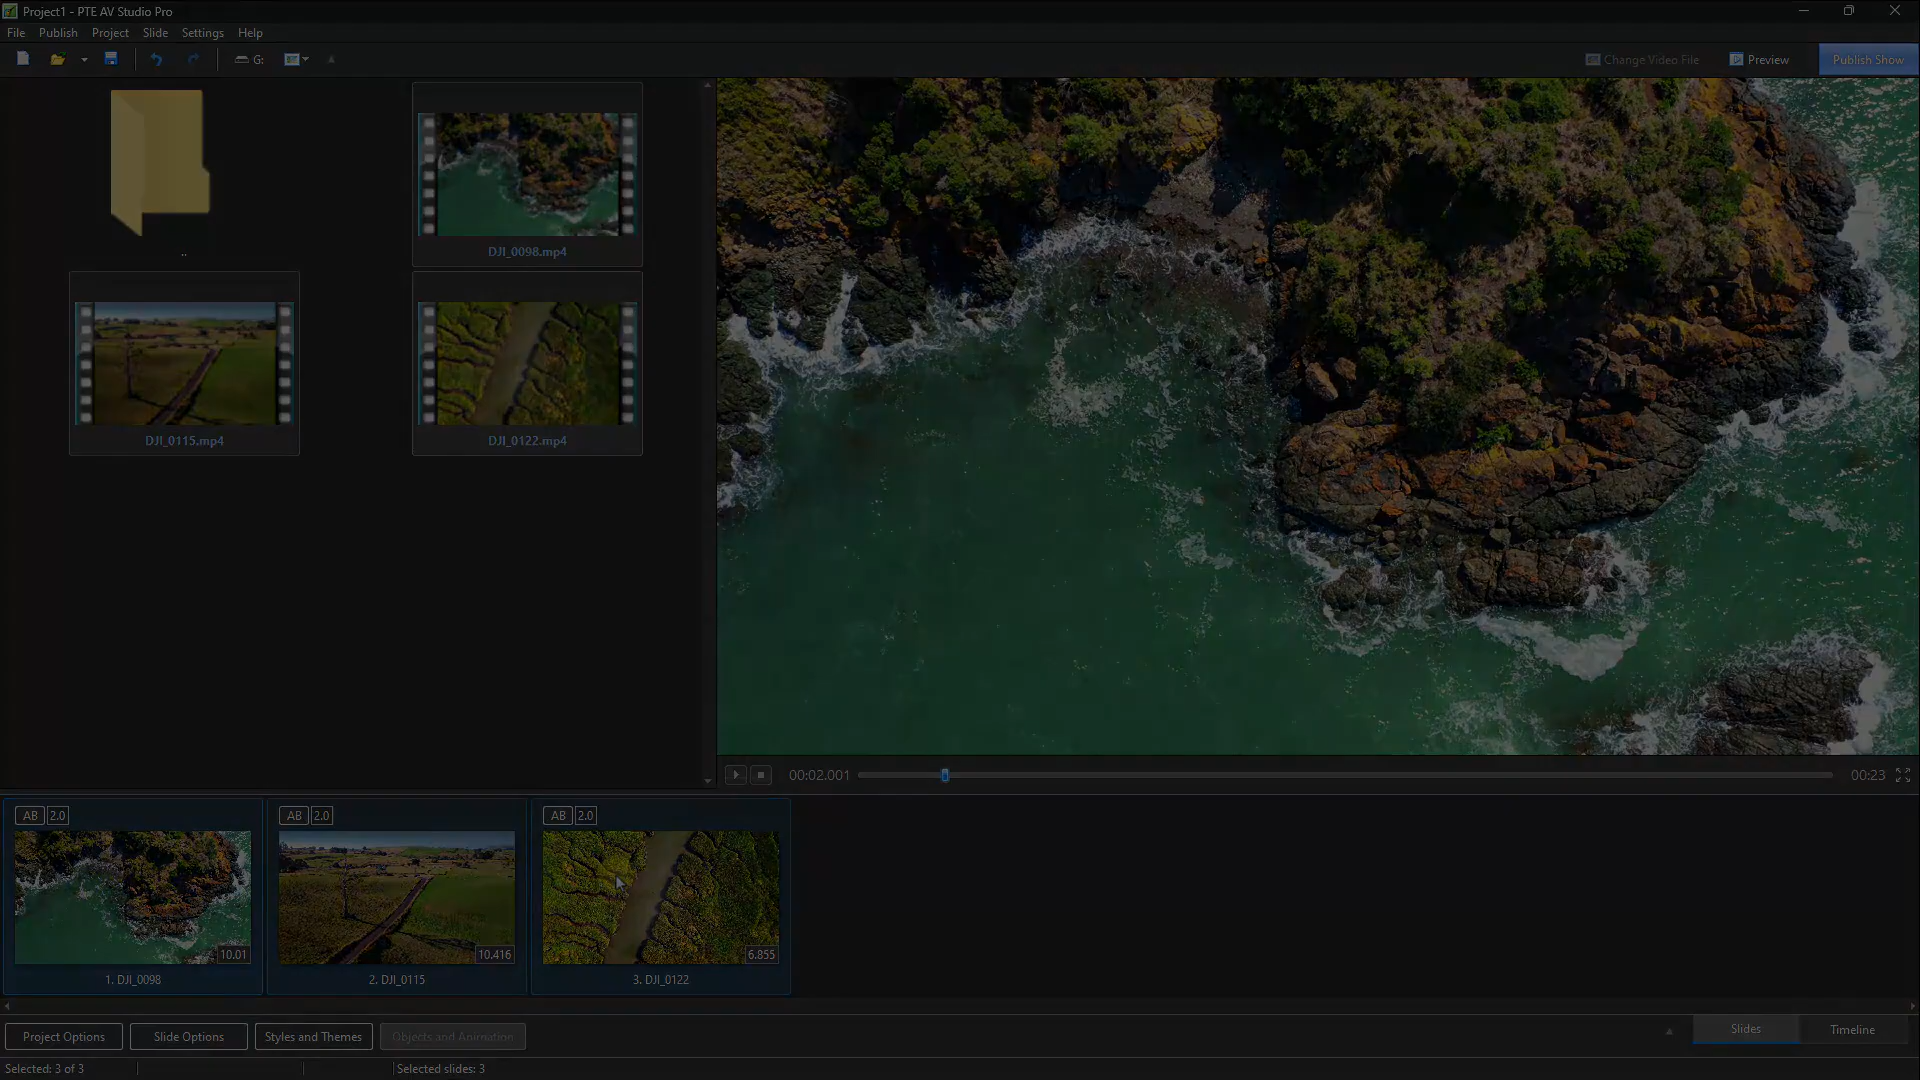 Project1 - PTE AV Studio Pro
File Publish Project Slide Settings Help
G:
Change Video File Preview Publish Show
..
DJI_0098.mp4
DJI_0115.mp4
DJI_0122.mp4
00:02.001
00:23
AB 2.0
AB 2.0
AB 2.0
10.01
10.416
6.855
1. DJI_0098
2. DJI_0115
3. DJI_0122
Project Options Slide Options Styles and Themes Objects and Animation
Slides Timeline
Selected: 3 of 3
Selected slides: 3